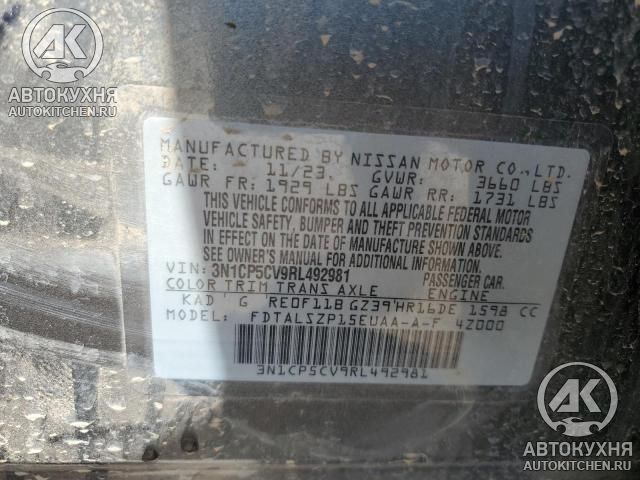 АК
АВТОКУХНЯ
AUTOKITCHEN.RU
MANUFACTURED BY NISSAN MOTOR CO.,LTD.
DATE: 11/23 GVWR: 3660 LBS
GAWR FR: 1929 LBS GAWR RR: 1731 LBS
THIS VEHICLE CONFORMS TO ALL APPLICABLE FEDERAL MOTOR
VEHICLE SAFETY, BUMPER AND THEFT PREVENTION STANDARDS
IN EFFECT ON THE DATE OF MANUFACTURE SHOWN ABOVE.
SEE OWNER'S MANUAL FOR ADDITIONAL INFORMATION.
VIN: 3N1CP5CV9RL492981 PASSENGER CAR.
COLOR TRIM TRANS AXLE ENGINE
KAD G RE0F11B GZ39 HR16DE 1598 CC
MODEL: FDTALSZP15EUAA-A-F 4Z000
3N1CP5CV9RL492981
АК
АВТОКУХНЯ
AUTOKITCHEN.RU